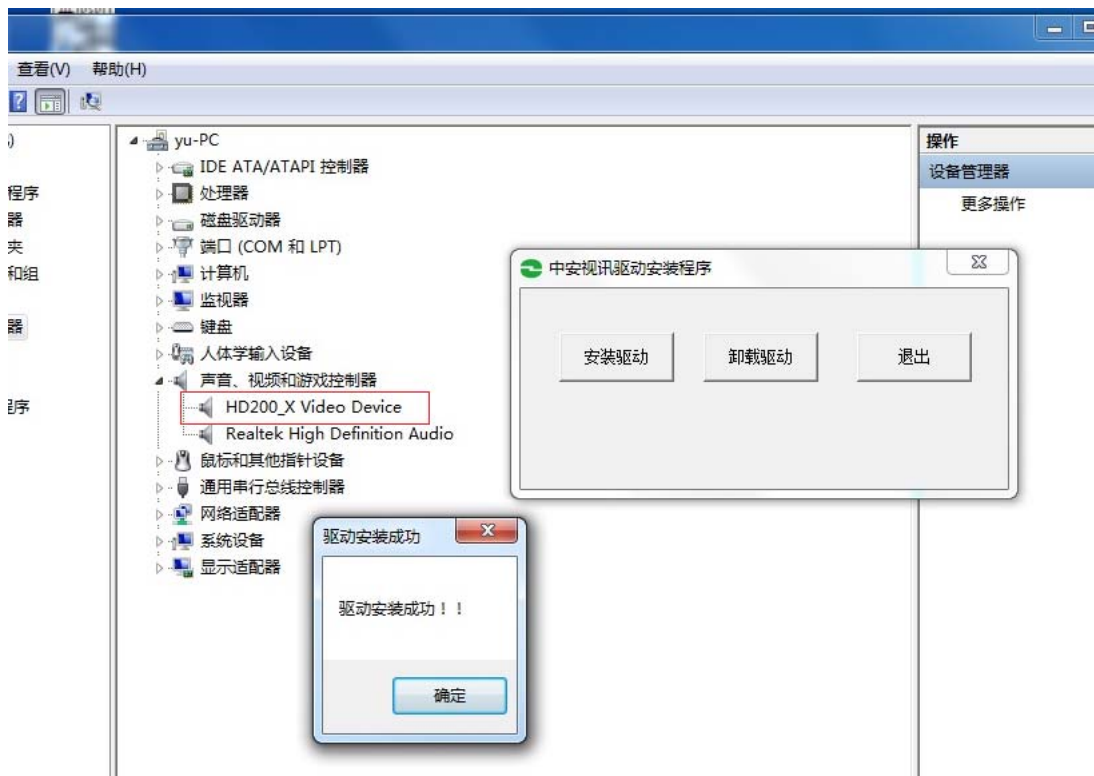 查看(V) 帮助(H)
程序
器
夹
和组
器
程序
yu-PC
IDE ATA/ATAPI 控制器
处理器
磁盘驱动器
端口 (COM 和 LPT)
计算机
监视器
键盘
人体学输入设备
声音、视频和游戏控制器
HD200_X Video Device
Realtek High Definition Audio
鼠标和其他指针设备
通用串行总线控制器
网络适配器
系统设备
显示适配器
操作
设备管理器
更多操作
中安视讯驱动安装程序
安装驱动 卸载驱动 退出
驱动安装成功
驱动安装成功！！
确定